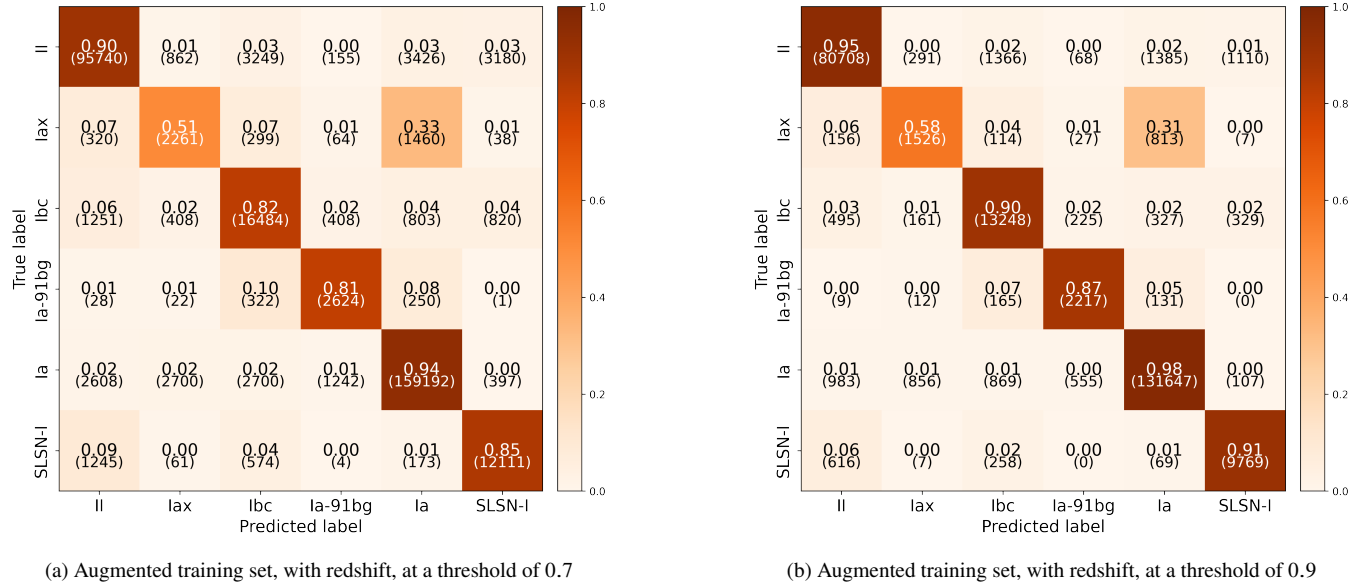 True label
II
0.90 0.01 0.03 0.00 0.03 0.03
(95740) (862) (3249) (155) (3426) (3180)
Iax
0.07 0.51 0.07 0.01 0.33 0.01
(320) (2261) (299) (64) (1460) (38)
Ibc
0.06 0.02 0.82 0.02 0.04 0.04
(1251) (408) (16484) (408) (803) (820)
Ia-91bg
0.01 0.01 0.10 0.81 0.08 0.00
(28) (22) (322) (2624) (250) (1)
Ia
0.02 0.02 0.02 0.01 0.94 0.00
(2608) (2700) (2700) (1242) (159192) (397)
SLSN-I
0.09 0.00 0.04 0.00 0.01 0.85
(1245) (61) (574) (4) (173) (12111)
II Iax Ibc Ia-91bg Ia SLSN-I
Predicted label
1.0
0.8
0.6
0.4
0.2
0.0
(a) Augmented training set, with redshift, at a threshold of 0.7
True label
II
0.95 0.00 0.02 0.00 0.02 0.01
(80708) (291) (1366) (68) (1385) (1110)
Iax
0.06 0.58 0.04 0.01 0.31 0.00
(156) (1526) (114) (27) (813) (7)
Ibc
0.03 0.01 0.90 0.02 0.02 0.02
(495) (161) (13248) (225) (327) (329)
Ia-91bg
0.00 0.00 0.07 0.87 0.05 0.00
(9) (12) (165) (2217) (131) (0)
Ia
0.01 0.01 0.01 0.00 0.98 0.00
(983) (856) (869) (555) (131647) (107)
SLSN-I
0.06 0.00 0.02 0.00 0.01 0.91
(616) (7) (258) (0) (69) (9769)
II Iax Ibc Ia-91bg Ia SLSN-I
Predicted label
1.0
0.8
0.6
0.4
0.2
0.0
(b) Augmented training set, with redshift, at a threshold of 0.9